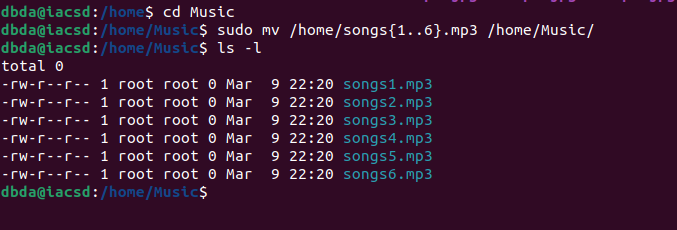 dbda@iacsd:/home$ cd Music
dbda@iacsd:/home/Music$ sudo mv /home/songs{1..6}.mp3 /home/Music/
dbda@iacsd:/home/Music$ ls -l
total 0
-rw-r--r-- 1 root root 0 Mar  9 22:20 songs1.mp3
-rw-r--r-- 1 root root 0 Mar  9 22:20 songs2.mp3
-rw-r--r-- 1 root root 0 Mar  9 22:20 songs3.mp3
-rw-r--r-- 1 root root 0 Mar  9 22:20 songs4.mp3
-rw-r--r-- 1 root root 0 Mar  9 22:20 songs5.mp3
-rw-r--r-- 1 root root 0 Mar  9 22:20 songs6.mp3
dbda@iacsd:/home/Music$